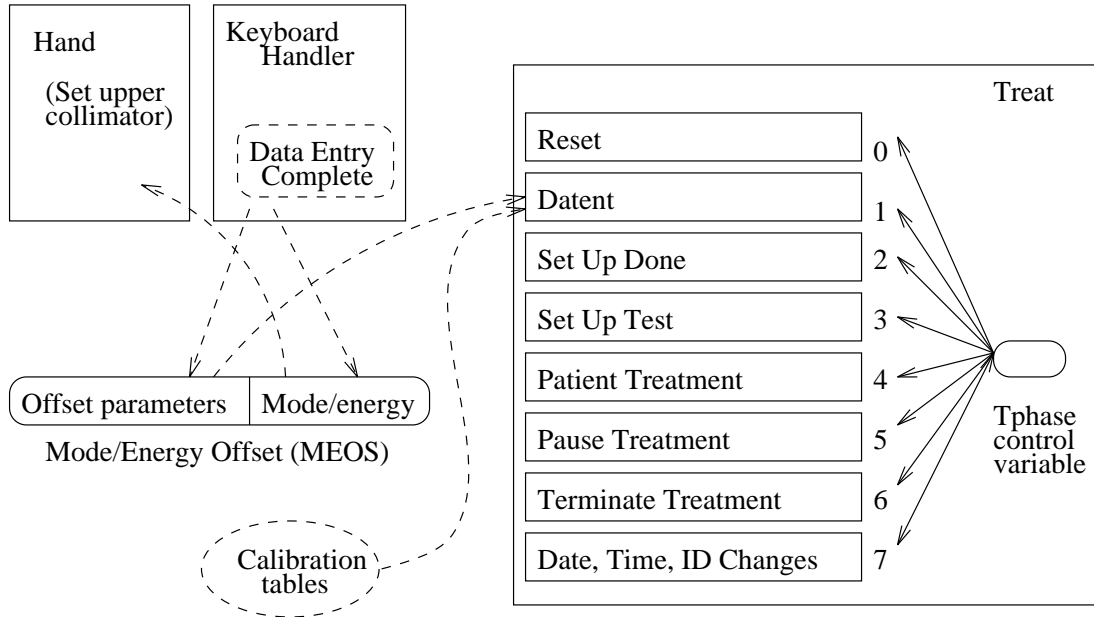 Hand
(Set upper
collimator)
Keyboard
Handler
Data Entry
Complete
Offset parameters
Mode/energy
Mode/Energy Offset (MEOS)
Calibration
tables
Treat
Reset
0
Datent
1
Set Up Done
2
Set Up Test
3
Patient Treatment
4
Pause Treatment
5
Terminate Treatment
6
Date, Time, ID Changes
7
Tphase
control
variable